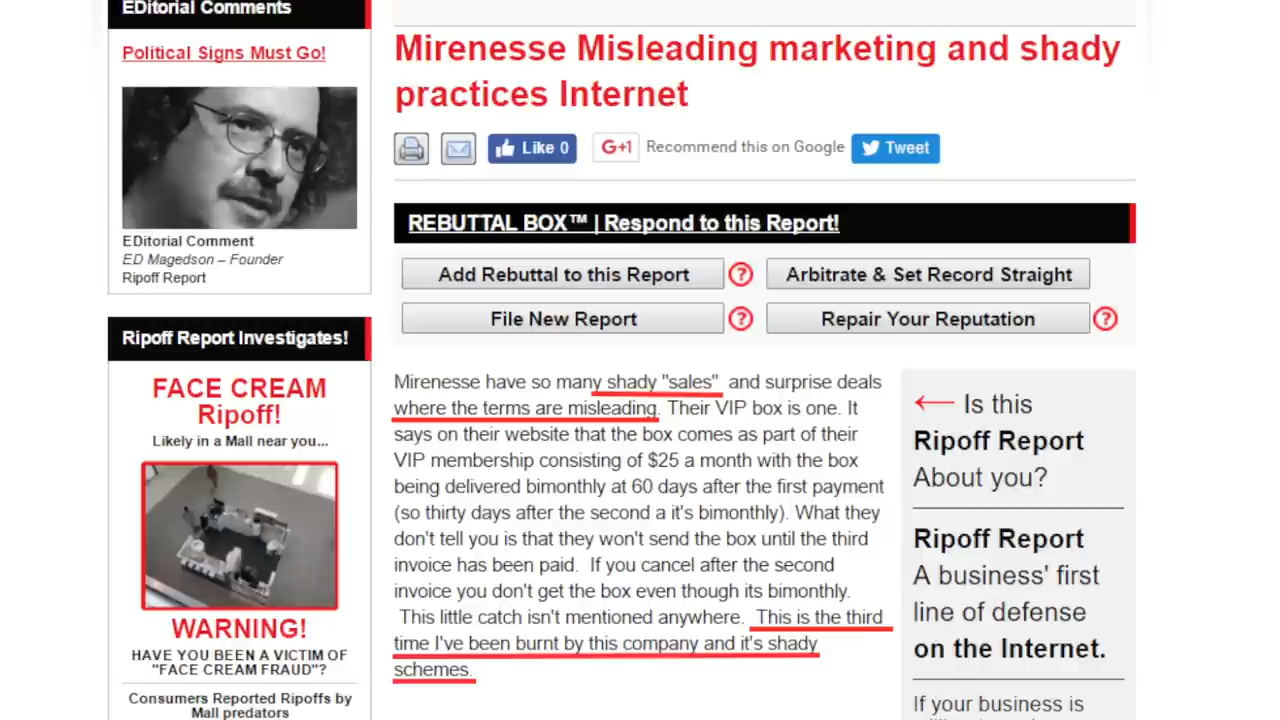 EDitorial Comments
Political Signs Must Go!
EDitorial Comment
ED Magedson – Founder
Ripoff Report
Ripoff Report Investigates!
FACE CREAM
Ripoff!
Likely in a Mall near you...
WARNING!
HAVE YOU BEEN A VICTIM OF
"FACE CREAM FRAUD"?
Consumers Reported Ripoffs by
Mall predators
Mirenesse Misleading marketing and shady
practices Internet
Like 0
G+1
Recommend this on Google
Tweet
REBUTTAL BOX™ | Respond to this Report!
Add Rebuttal to this Report ?
Arbitrate & Set Record Straight
File New Report ?
Repair Your Reputation ?
Mirenesse have so many shady "sales" and surprise deals
where the terms are misleading. Their VIP box is one. It
says on their website that the box comes as part of their
VIP membership consisting of $25 a month with the box
being delivered bimonthly at 60 days after the first payment
(so thirty days after the second a it's bimonthly). What they
don't tell you is that they won't send the box until the third
invoice has been paid. If you cancel after the second
invoice you don't get the box even though its bimonthly.
This little catch isn't mentioned anywhere. This is the third
time I've been burnt by this company and it's shady
schemes.
Is this
Ripoff Report
About you?
Ripoff Report
A business' first
line of defense
on the Internet.
If your business is